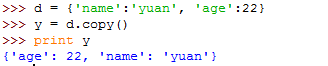 >>> d = {'name':'yuan', 'age':22}
>>> y = d.copy()
>>> print y
{'age': 22, 'name': 'yuan'}